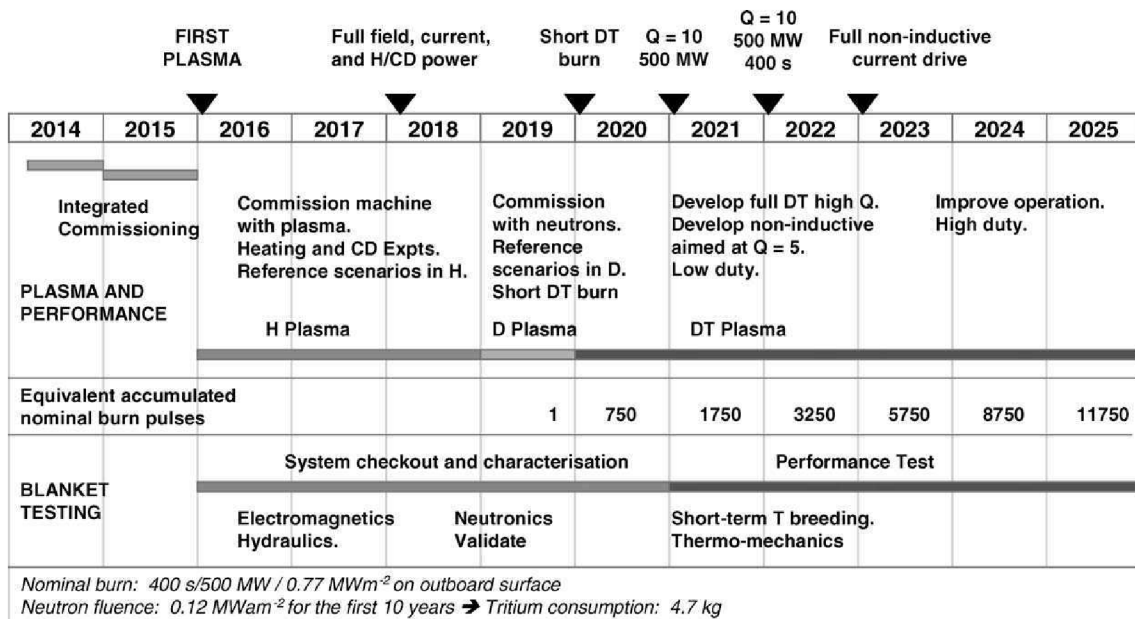 FIRST
PLASMA
Full field, current,
and H/CD power
Short DT
burn
Q = 10
500 MW
Q = 10
500 MW
400 s
Full non-inductive
current drive
2014 2015 2016 2017 2018 2019 2020 2021 2022 2023 2024 2025
Integrated
Commissioning
Commission machine
with plasma.
Heating and CD Expts.
Reference scenarios in H.
Commission
with neutrons.
Reference
scenarios in D.
Short DT burn
Develop full DT high Q.
Develop non-inductive
aimed at Q = 5.
Low duty.
Improve operation.
High duty.
PLASMA AND
PERFORMANCE
H Plasma D Plasma DT Plasma
Equivalent accumulated
nominal burn pulses
1 750 1750 3250 5750 8750 11750
System checkout and characterisation Performance Test
BLANKET
TESTING
Electromagnetics
Hydraulics.
Neutronics
Validate
Short-term T breeding.
Thermo-mechanics
Nominal burn: 400 s/500 MW / 0.77 MWm⁻² on outboard surface
Neutron fluence: 0.12 MWam⁻² for the first 10 years ➔ Tritium consumption: 4.7 kg